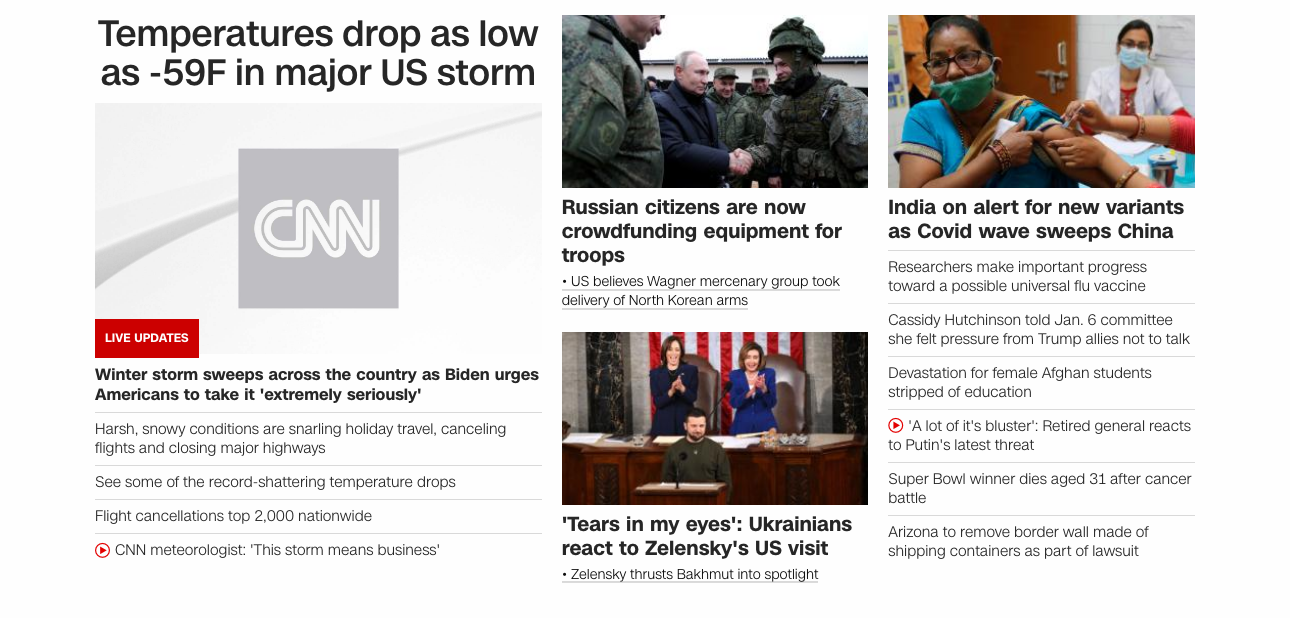 Temperatures drop as low
as -59F in major US storm
CNN
LIVE UPDATES
Winter storm sweeps across the country as Biden urges
Americans to take it 'extremely seriously'
Harsh, snowy conditions are snarling holiday travel, canceling
flights and closing major highways
See some of the record-shattering temperature drops
Flight cancellations top 2,000 nationwide
CNN meteorologist: 'This storm means business'
Russian citizens are now
crowdfunding equipment for
troops
• US believes Wagner mercenary group took
delivery of North Korean arms
'Tears in my eyes': Ukrainians
react to Zelensky's US visit
• Zelensky thrusts Bakhmut into spotlight
India on alert for new variants
as Covid wave sweeps China
Researchers make important progress
toward a possible universal flu vaccine
Cassidy Hutchinson told Jan. 6 committee
she felt pressure from Trump allies not to talk
Devastation for female Afghan students
stripped of education
'A lot of it's bluster': Retired general reacts
to Putin's latest threat
Super Bowl winner dies aged 31 after cancer
battle
Arizona to remove border wall made of
shipping containers as part of lawsuit